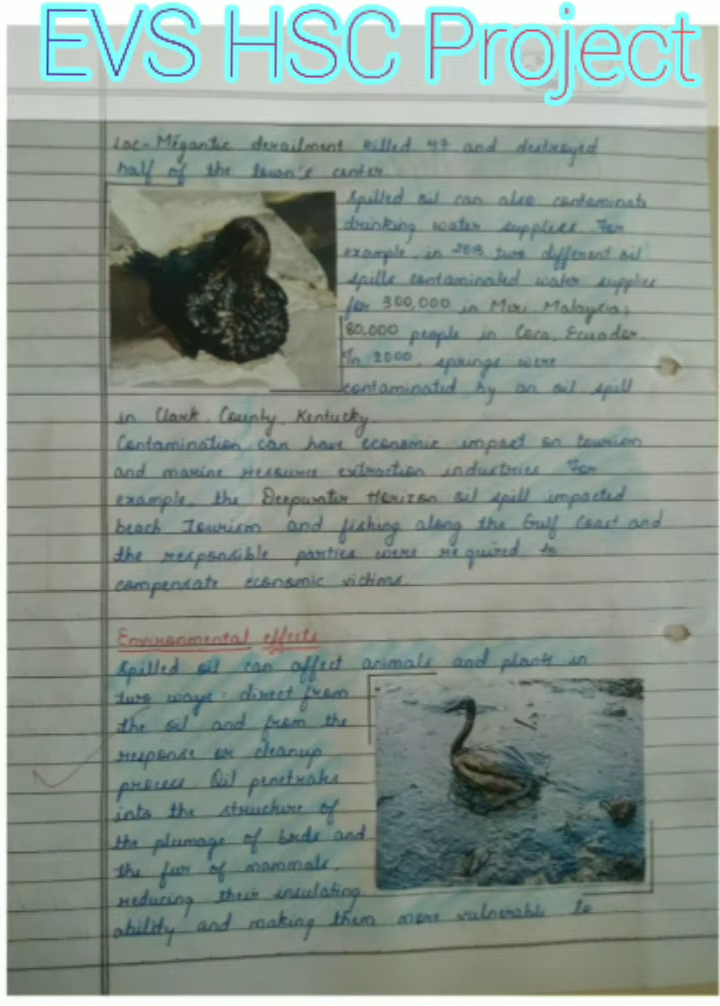 EVS HSC Project
Lac-Mégantic derailment killed 47 and destroyed
half of the town's center.
Spilled oil can also contaminate
drinking water supplies. For
example, in 2013 two different oil
spills contaminated water supplies
for 300,000 in Miri, Malaysia;
80,000 people in Coca, Ecuador.
In 2000, springs were
contaminated by an oil spill
in Clark, County, Kentucky.
Contamination can have economic impact on tourism
and marine resource extraction industries. For
example, the Deepwater Horizon oil spill impacted
beach Tourism and fishing along the Gulf Coast and
the responsible parties were required to
compensate economic victims.
Environmental effects
Spilled oil can affect animals and plants in
two ways: direct from
the oil and from the
response or cleanup
process. Oil penetrates
into the structure of
the plumage of birds and
the fur of mammals,
reducing their insulating
ability and making them more vulnerable to